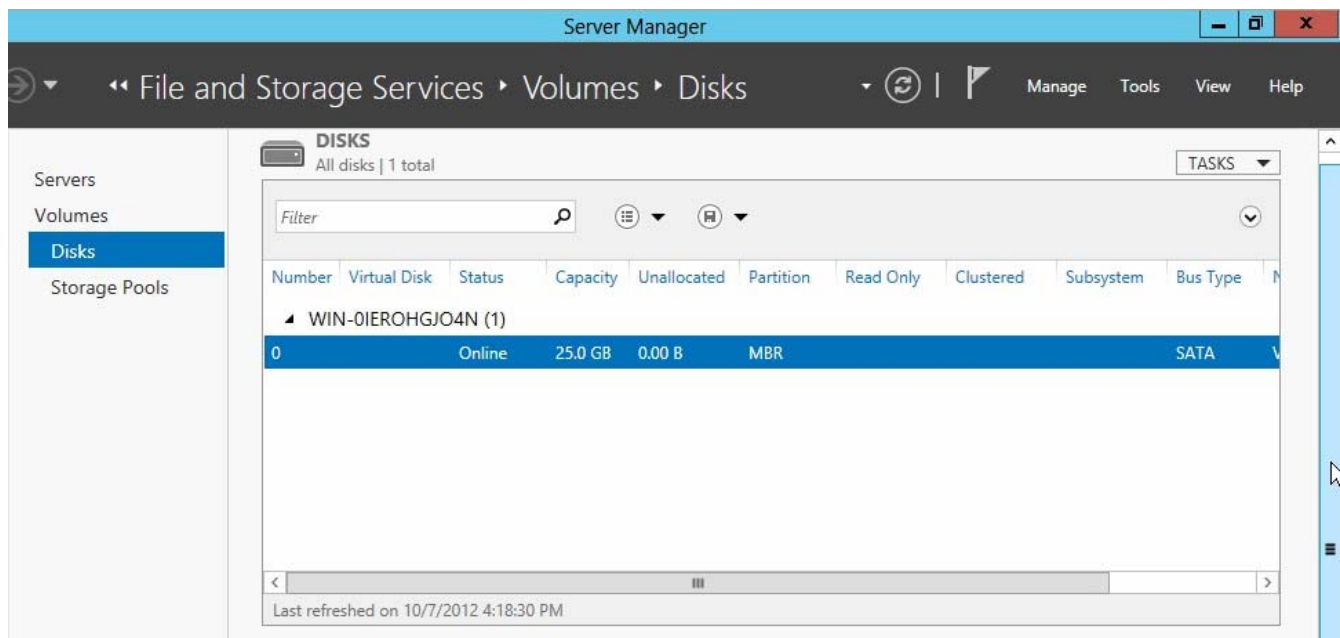 Server Manager
File and Storage Services Volumes Disks
Manage Tools View Help
DISKS
All disks | 1 total
TASKS
Servers
Volumes
Disks
Storage Pools
Filter
Number Virtual Disk Status Capacity Unallocated Partition Read Only Clustered Subsystem Bus Type
WIN-0IEROHGJO4N (1)
0 Online 25.0 GB 0.00 B MBR SATA
Last refreshed on 10/7/2012 4:18:30 PM